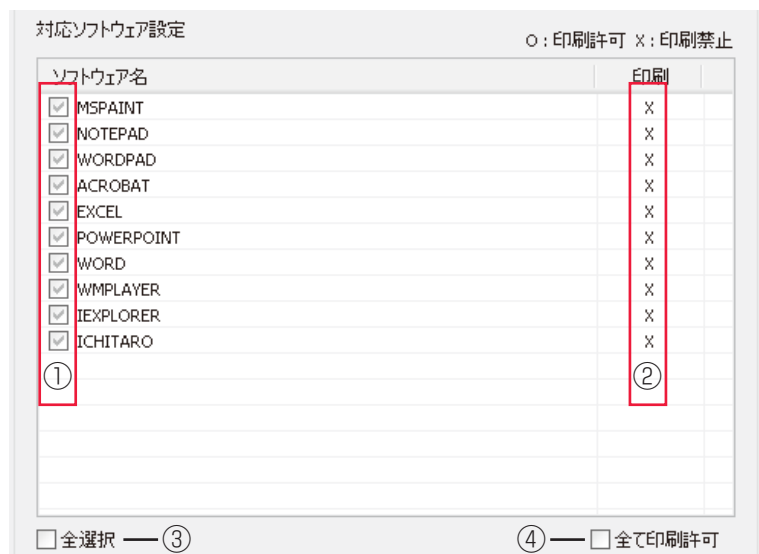 対応ソフトウェア設定
O:印刷許可 X:印刷禁止
ソフトウェア名 印刷
MSPAINT X
NOTEPAD X
WORDPAD X
ACROBAT X
EXCEL X
POWERPOINT X
WORD X
WMPLAYER X
IEXPLORER X
ICHITARO X
① ②
全選択 ③ ④ 全て印刷許可